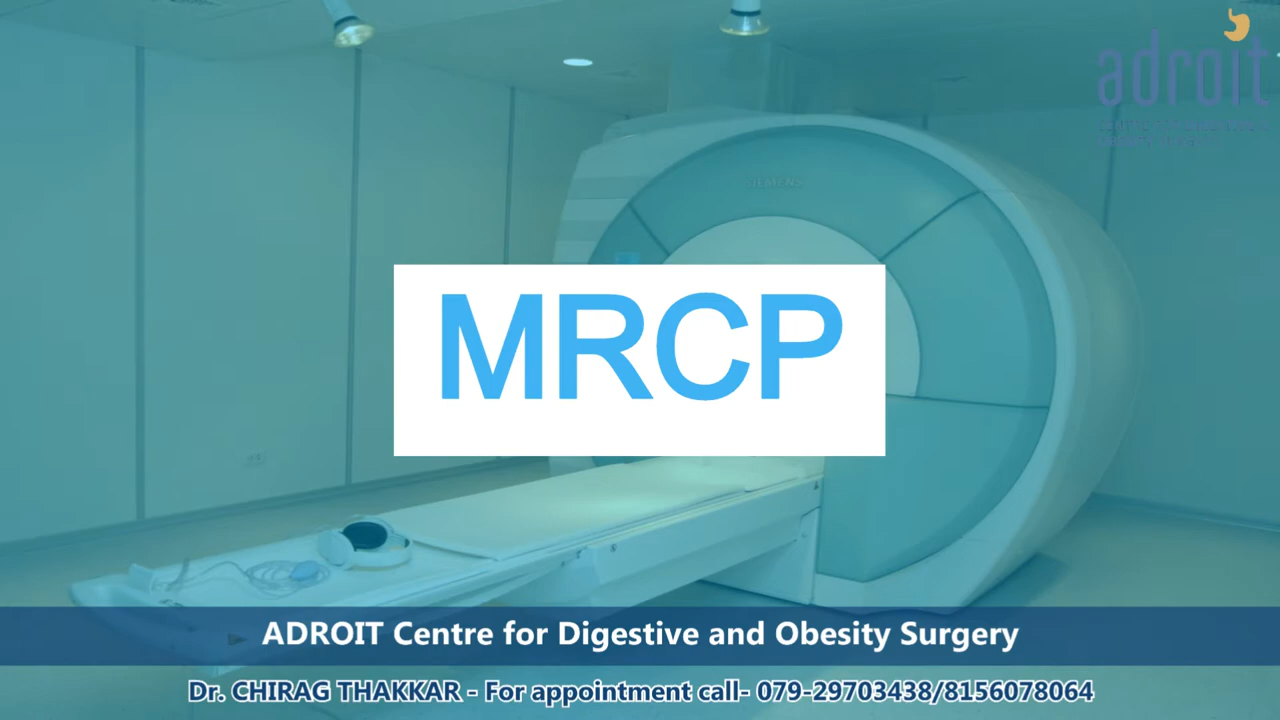 adroit
MRCP
ADROIT Centre for Digestive and Obesity Surgery
Dr. CHIRAG THAKKAR - For appointment call- 079-29703438/8156078064